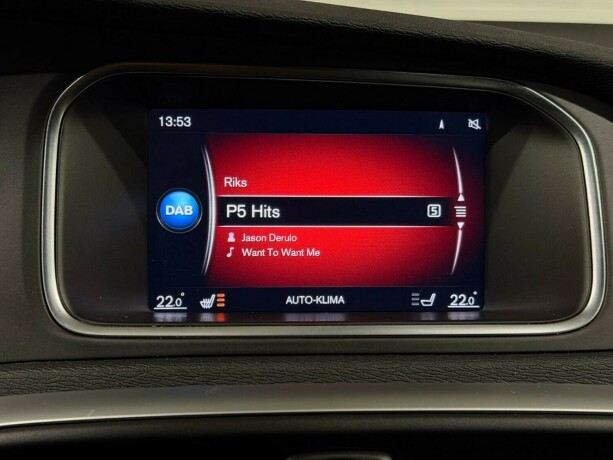 13:53
Riks
DAB
P5 Hits 5
Jason Derulo
Want To Want Me
22.0° AUTO-KLIMA 22.0°